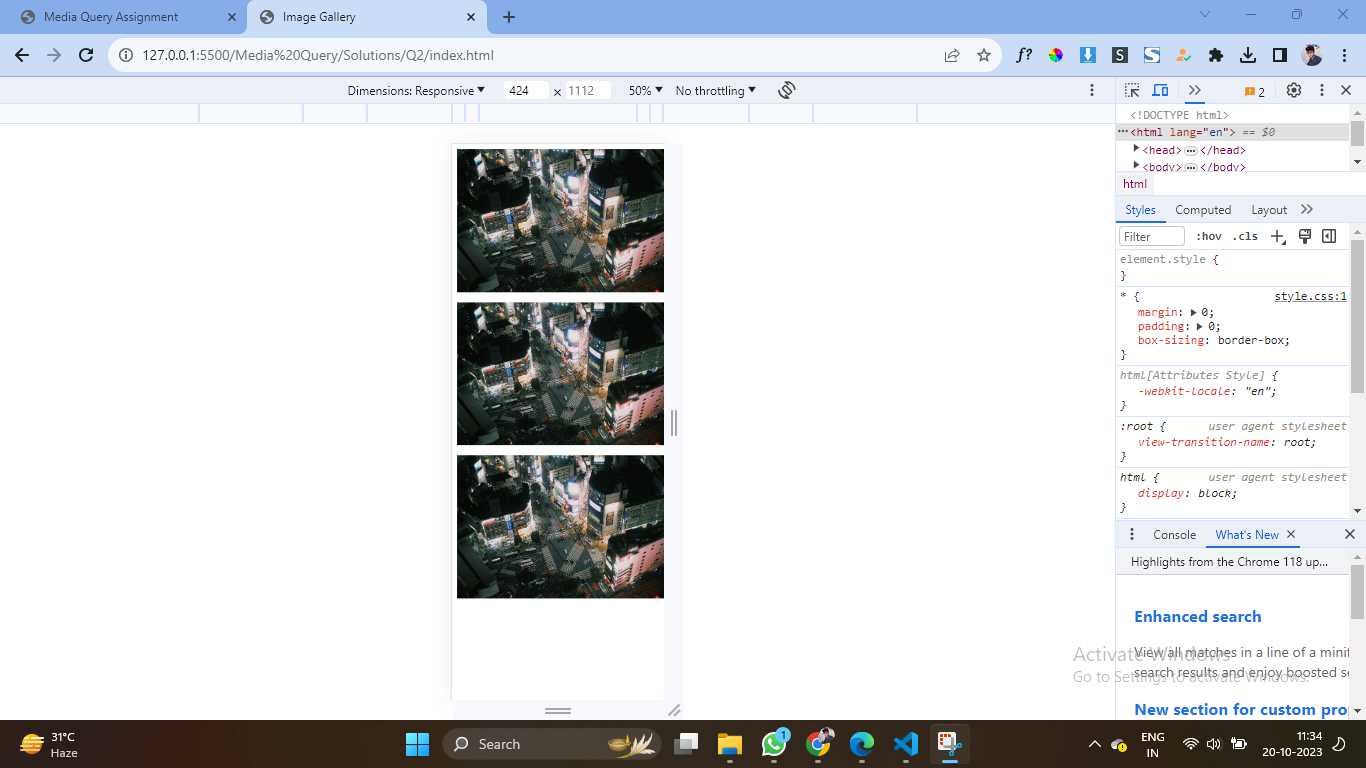 Media Query Assignment
Image Gallery
127.0.0.1:5500/Media%20Query/Solutions/Q2/index.html
f?
S
Dimensions: Responsive
424 x 1112
50%
No throttling
2
<!DOCTYPE html>
<html lang="en"> == $0
<head> </head>
<body> </body>
html
Styles
Computed
Layout
Filter
:hov
.cls
element.style {
}
* {
style.css:1
margin: 0;
padding: 0;
box-sizing: border-box;
}
html[Attributes Style] {
-webkit-locale: "en";
}
:root {
user agent stylesheet
view-transition-name: root;
}
html {
user agent stylesheet
display: block;
}
Console
What's New
Highlights from the Chrome 118 up...
Enhanced search
View all matches in a line of a minif
search results and enjoy boosted se
New section for custom pro
Activate Windows
Go to Settings to activate Windows.
31°C
Haze
Search
1
ENG
IN
11:34
20-10-2023